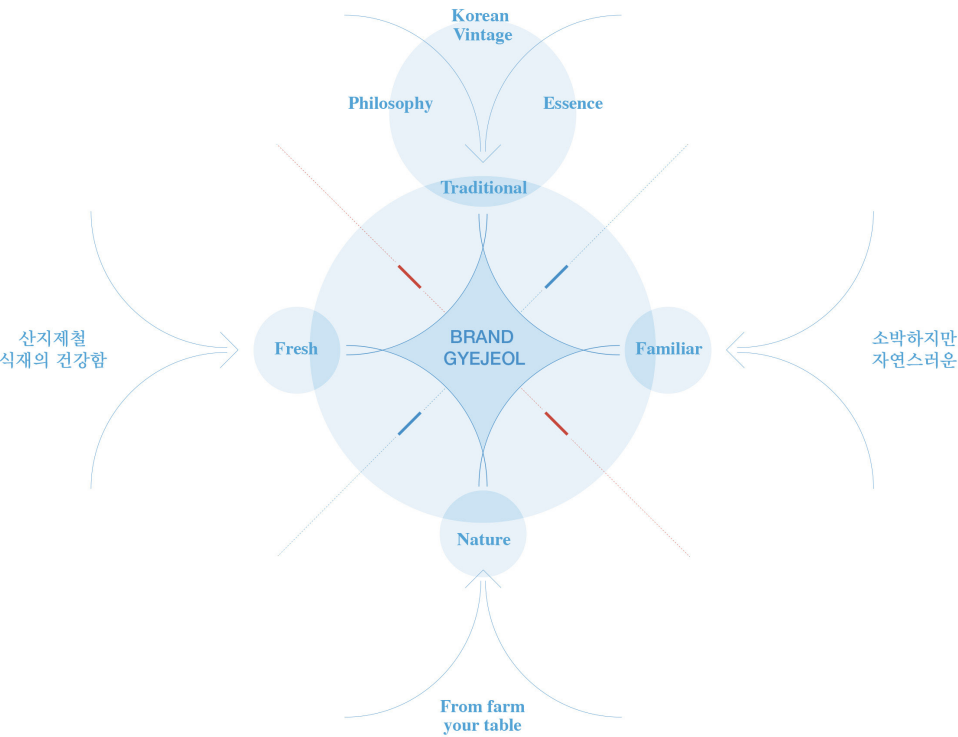 Korean
Vintage
Philosophy
Essence
Traditional
산지제철
식재의 건강함
Fresh
BRAND
GYEJEOL
Familiar
소박하지만
자연스러운
Nature
From farm
your table